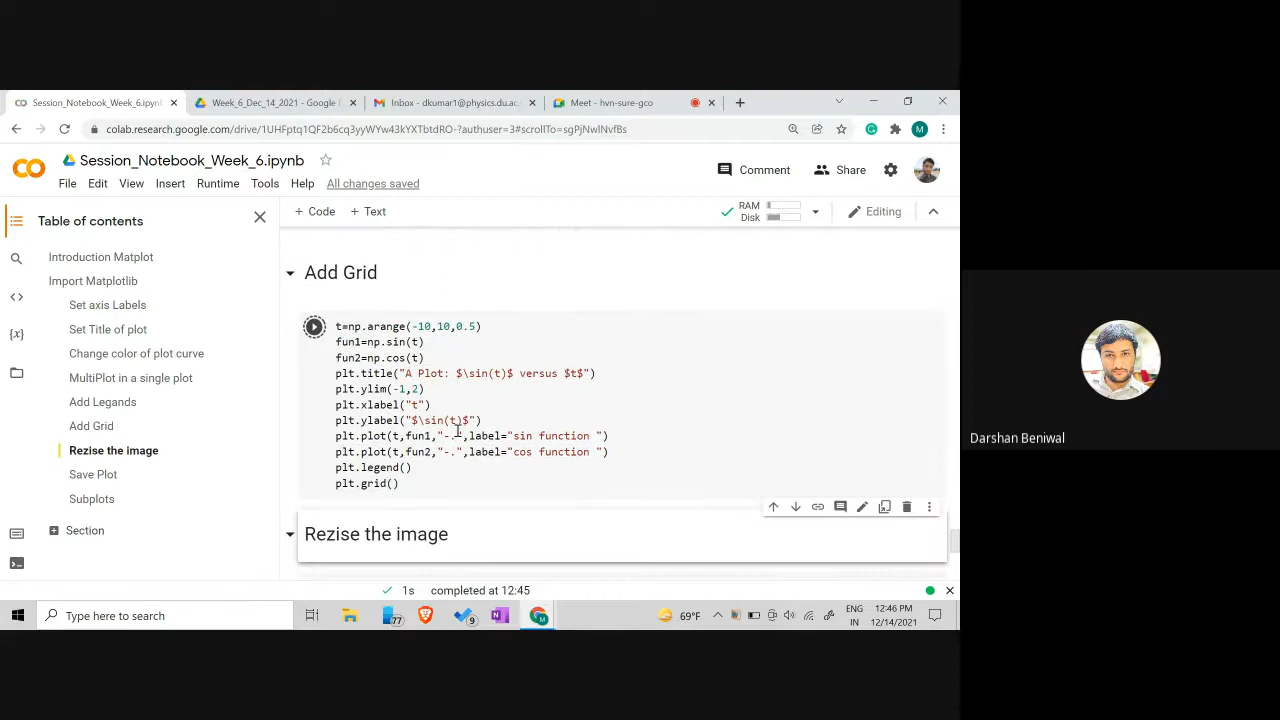 Session_Notebook_Week_6.ipynb
Week_6_Dec_14_2021 - Google
Inbox - dkumar1@physics.du.ac.
Meet - hvn-sure-gco
colab.research.google.com/drive/1UHFptq1QF2b6cq3yyWYw43kYXTbtdRO-?authuser=3#scrollTo=sgPjNwlNvfBs
M
Session_Notebook_Week_6.ipynb
Comment
Share
File Edit View Insert Runtime Tools Help All changes saved
Table of contents
+ Code + Text
RAM
Disk
Editing
Introduction Matplot
Import Matplotlib
Set axis Labels
Set Title of plot
Change color of plot curve
MultiPlot in a single plot
Add Legands
Add Grid
Rezise the image
Save Plot
Subplots
Section
Add Grid
t=np.arange(-10,10,0.5)
fun1=np.sin(t)
fun2=np.cos(t)
plt.title("A Plot: $\sin(t)$ versus $t$")
plt.ylim(-1,2)
plt.xlabel("t")
plt.ylabel("$\sin(t)$")
plt.plot(t,fun1,"-.",label="sin function ")
plt.plot(t,fun2,"-.",label="cos function ")
plt.legend()
plt.grid()
Rezise the image
1s completed at 12:45
Type here to search
77
9
69°F
ENG
IN
12:46 PM
12/14/2021
Darshan Beniwal